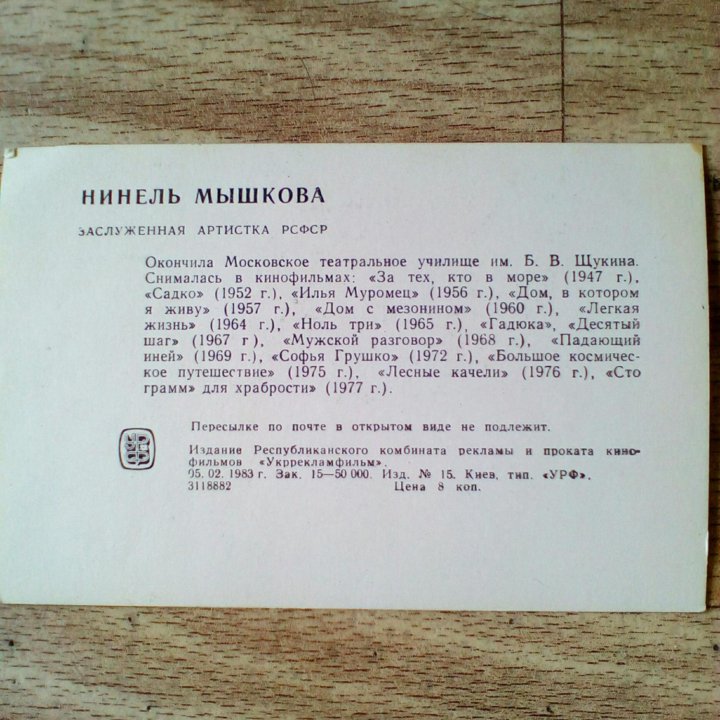 НИНЕЛЬ МЫШКОВА
ЗАСЛУЖЕННАЯ АРТИСТКА РСФСР
Окончила Московское театральное училище им. Б. В. Щукина.
Снималась в кинофильмах: «За тех, кто в море» (1947 г.),
«Садко» (1952 г.), «Илья Муромец» (1956 г.), «Дом, в котором
я живу» (1957 г.), «Дом с мезонином» (1960 г.), «Легкая
жизнь» (1964 г.), «Ноль три» (1965 г.), «Гадюка», «Десятый
шаг» (1967 г ), «Мужской разговор» (1968 г.), «Падающий
иней» (1969 г.), «Софья Грушко» (1972 г.), «Большое космичес-
кое путешествие» (1975 г.), «Лесные качели» (1976 г.), «Сто
грамм» для храбрости» (1977 г.).
Пересылке по почте в открытом виде не подлежит.
Издание Республиканского комбината рекламы и проката кино-
фильмов «Укррекламфильм».
05. 02. 1983 г. Зак. 15—50 000. Изд. № 15. Киев, тип. «УРФ».
3118882 Цена 8 коп.